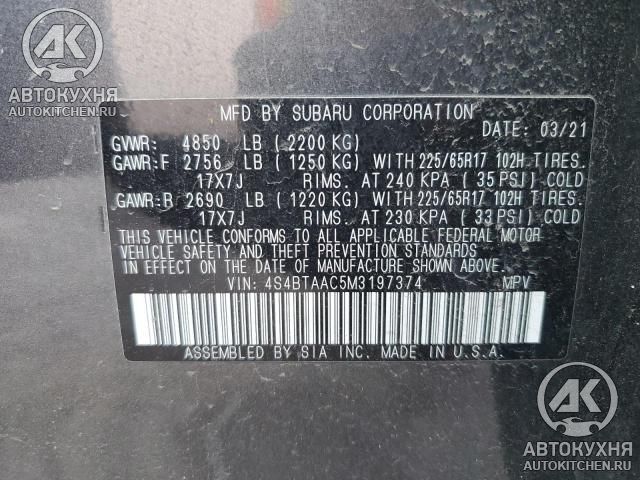 АК
АВТОКУХНЯ
AUTOKITCHEN.RU
MFD BY SUBARU CORPORATION
DATE: 03/21
GVWR: 4850 LB (2200 KG)
GAWR:F 2756 LB (1250 KG) WITH 225/65R17 102H TIRES.
17X7J RIMS. AT 240 KPA (35 PSI) COLD
GAWR:R 2690 LB (1220 KG) WITH 225/65R17 102H TIRES.
17X7J RIMS. AT 230 KPA (33 PSI) COLD
THIS VEHICLE CONFORMS TO ALL APPLICABLE FEDERAL MOTOR
VEHICLE SAFETY AND THEFT PREVENTION STANDARDS
IN EFFECT ON THE DATE OF MANUFACTURE SHOWN ABOVE.
VIN: 4S4BTAAC5M3197374 MPV
ASSEMBLED BY SIA INC. MADE IN U.S.A.
АК
АВТОКУХНЯ
AUTOKITCHEN.RU